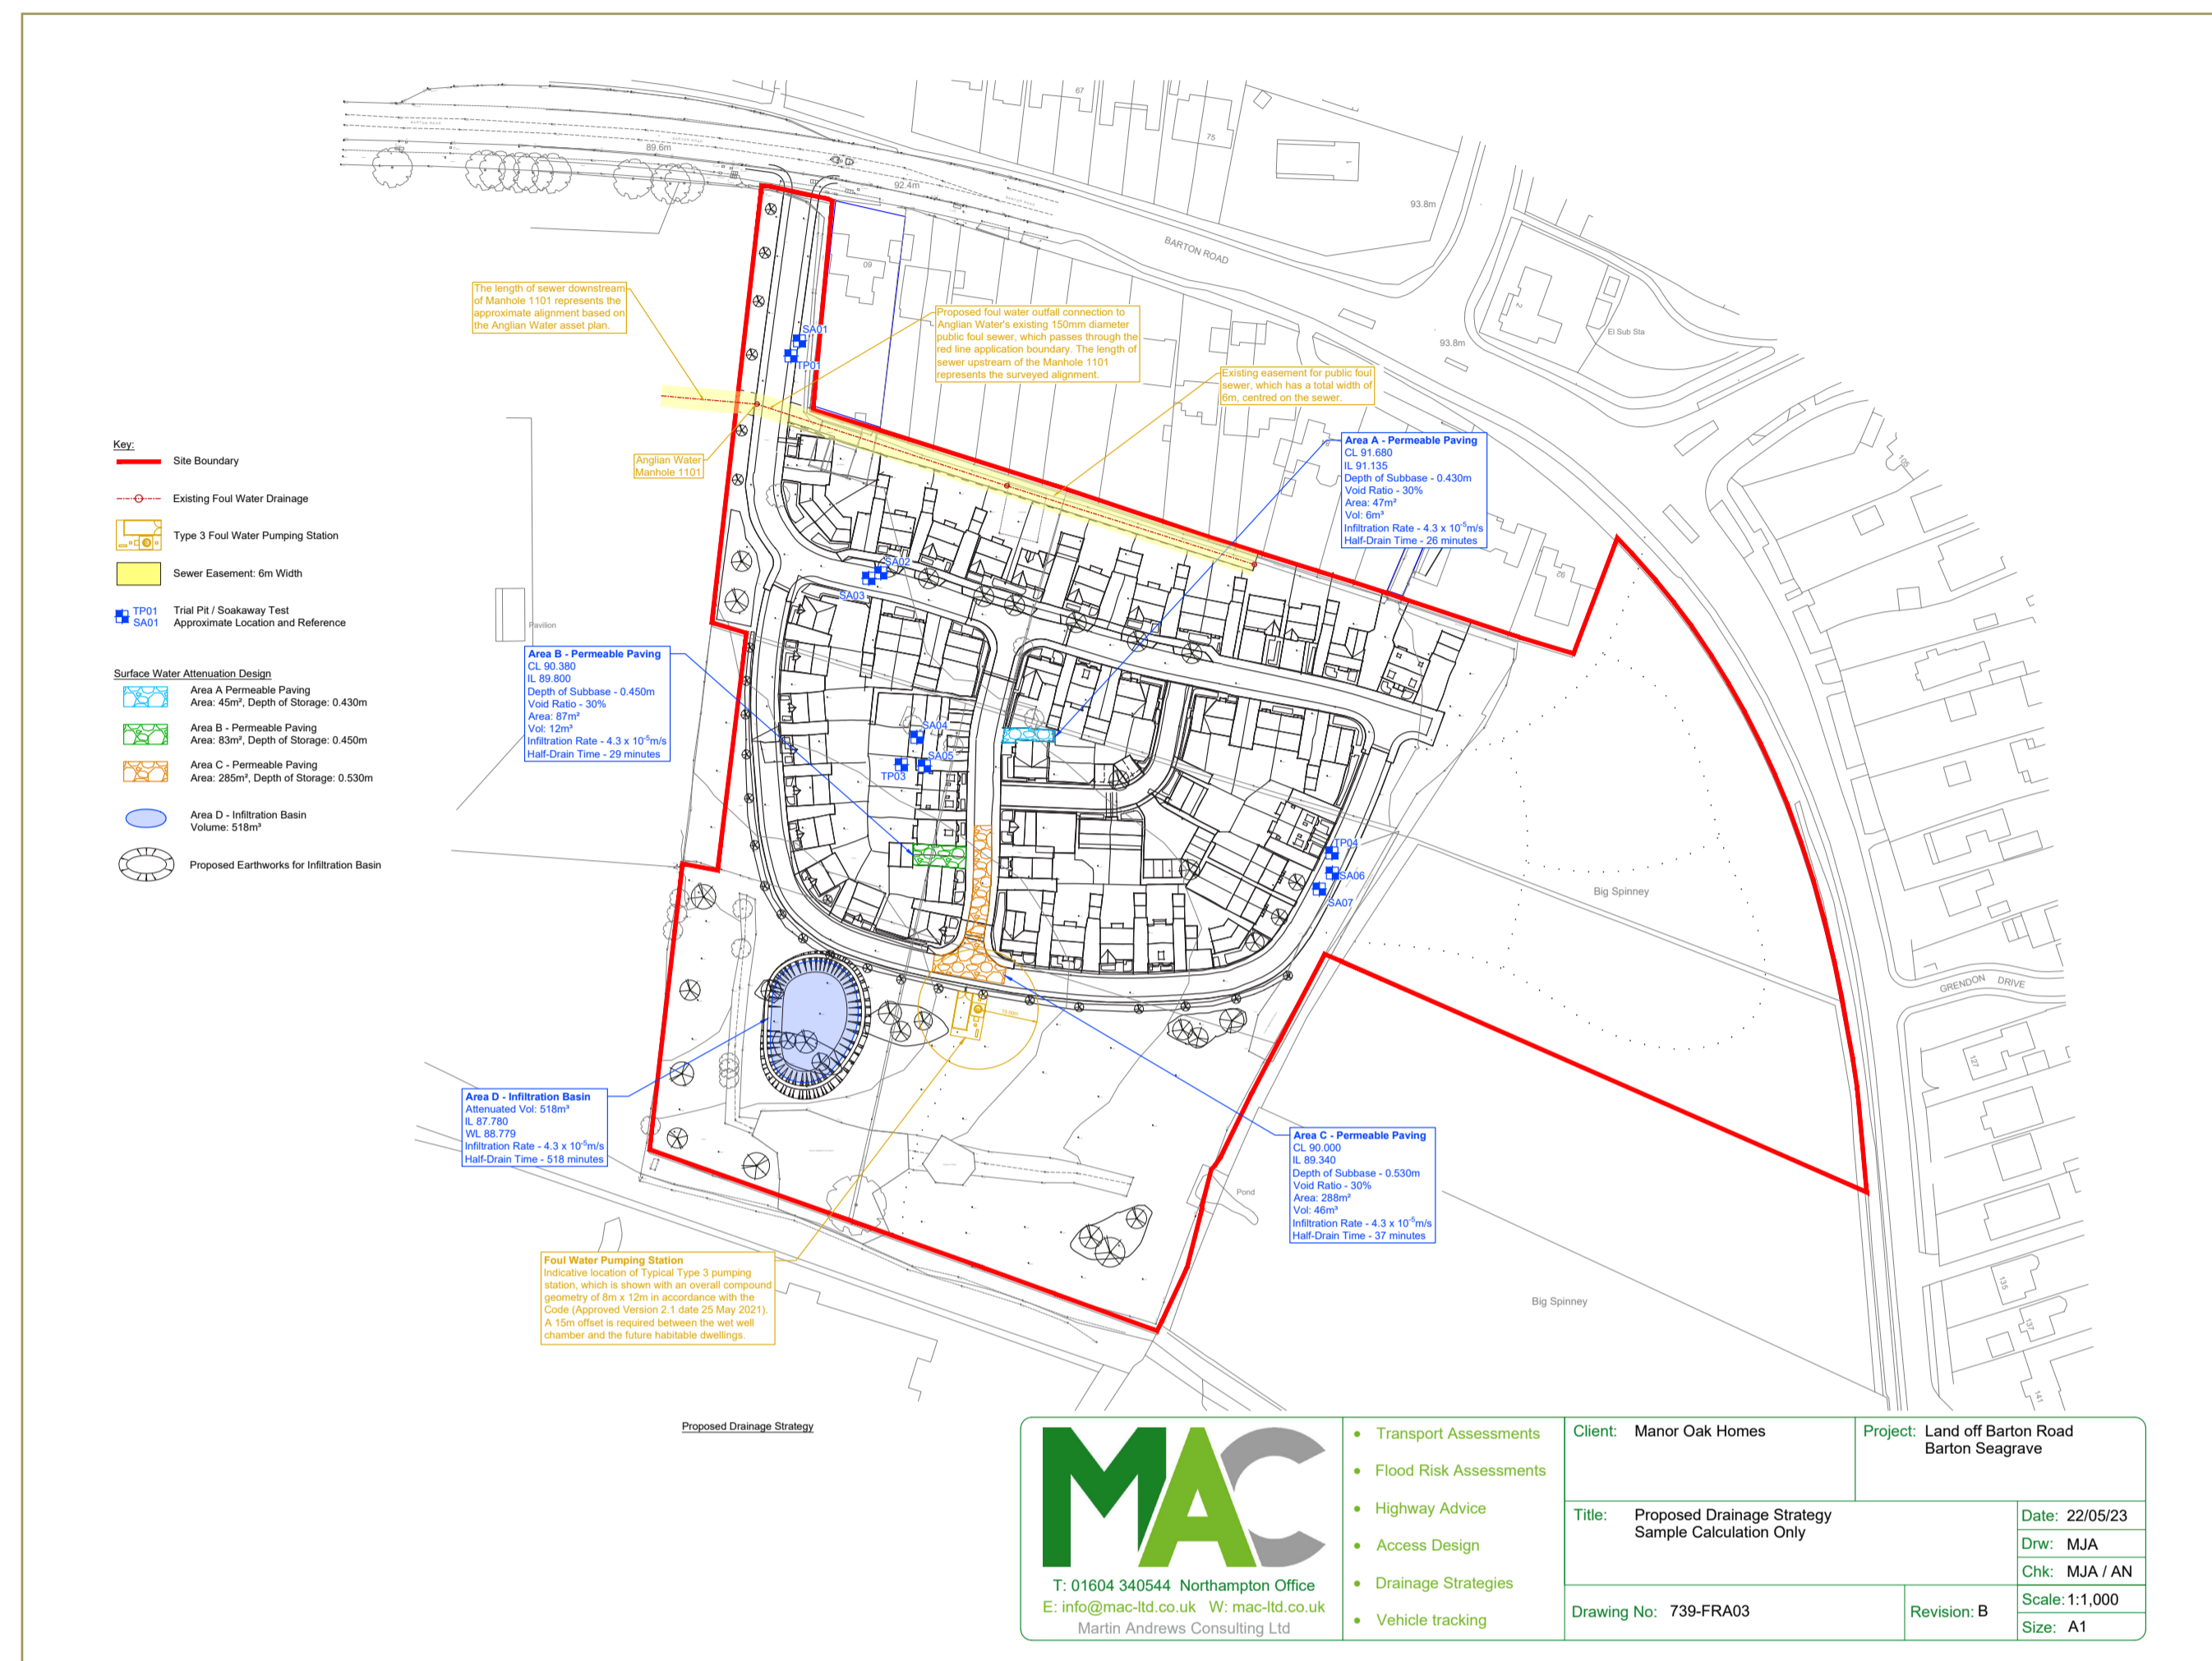 67
75
1
BARTON ROAD
BARTON ROAD
BARTON ROAD
89.6m
92.4m
93.8m
BARTON ROAD
60
2
El Sub Sta
93.8m
The length of sewer downstream
of Manhole 1101 represents the
approximate alignment based on
the Anglian Water asset plan.
Proposed foul water outfall connection to
Anglian Water's existing 150mm diameter
public foul sewer, which passes through the
red line application boundary. The length of
sewer upstream of the Manhole 1101
represents the surveyed alignment.
SA01
TP01
Existing easement for public foul
sewer, which has a total width of
6m, centred on the sewer.
Anglian Water
Manhole 1101
Area A - Permeable Paving
CL 91.680
IL 91.135
Depth of Subbase - 0.430m
Void Ratio - 30%
Area: 47m²
Vol: 6m³
Infiltration Rate - 4.3 x 10⁻⁵m/s
Half-Drain Time - 26 minutes
105
92
Key:
Site Boundary
Existing Foul Water Drainage
Type 3 Foul Water Pumping Station
Sewer Easement: 6m Width
TP01
SA01
Trial Pit / Soakaway Test
Approximate Location and Reference
Surface Water Attenuation Design
Area A Permeable Paving
Area: 45m², Depth of Storage: 0.430m
Area B - Permeable Paving
Area: 83m², Depth of Storage: 0.450m
Area C - Permeable Paving
Area: 285m², Depth of Storage: 0.530m
Area D - Infiltration Basin
Volume: 518m³
Proposed Earthworks for Infiltration Basin
SA02
SA03
Pavilion
Area B - Permeable Paving
CL 90.380
IL 89.800
Depth of Subbase - 0.450m
Void Ratio - 30%
Area: 87m²
Vol: 12m³
Infiltration Rate - 4.3 x 10⁻⁵m/s
Half-Drain Time - 29 minutes
SA04
SA05
TP03
TP04
SA06
SA07
Big Spinney
GRENDON DRIVE
127
15.00m
Area D - Infiltration Basin
Attenuated Vol: 518m³
IL 87.780
WL 88.779
Infiltration Rate - 4.3 x 10⁻⁵m/s
Half-Drain Time - 518 minutes
Area C - Permeable Paving
CL 90.000
IL 89.340
Depth of Subbase - 0.530m
Void Ratio - 30%
Area: 288m²
Vol: 46m³
Infiltration Rate - 4.3 x 10⁻⁵m/s
Half-Drain Time - 37 minutes
Pond
Foul Water Pumping Station
Indicative location of Typical Type 3 pumping
station, which is shown with an overall compound
geometry of 8m x 12m in accordance with the
Code (Approved Version 2.1 date 25 May 2021).
A 15m offset is required between the wet well
chamber and the future habitable dwellings.
Big Spinney
135
137
141
Proposed Drainage Strategy
MAC
T: 01604 340544 Northampton Office
E: info@mac-ltd.co.uk W: mac-ltd.co.uk
Martin Andrews Consulting Ltd
• Transport Assessments
• Flood Risk Assessments
• Highway Advice
• Access Design
• Drainage Strategies
• Vehicle tracking
Client: Manor Oak Homes
Project: Land off Barton Road
Barton Seagrave
Title: Proposed Drainage Strategy
Sample Calculation Only
Date: 22/05/23
Drw: MJA
Chk: MJA / AN
Scale: 1:1,000
Size: A1
Drawing No: 739-FRA03
Revision: B